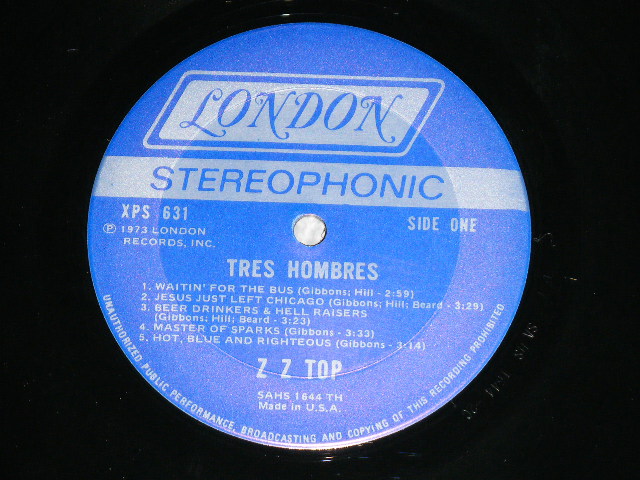 LONDON
STEREOPHONIC
XPS 631
SIDE ONE
℗ 1973 LONDON
RECORDS, INC.
TRES HOMBRES
1. WAITIN' FOR THE BUS (Gibbons; Hill - 2:59)
2. JESUS JUST LEFT CHICAGO (Gibbons; Hill; Beard - 3:29)
3. BEER DRINKERS & HELL RAISERS
(Gibbons; Hill; Beard - 3:23)
4. MASTER OF SPARKS (Gibbons - 3:33)
5. HOT, BLUE AND RIGHTEOUS (Gibbons - 3:14)
Z Z TOP
SAHS 1644 TH
Made in U.S.A.
UNAUTHORIZED PUBLIC PERFORMANCE, BROADCASTING AND COPYING OF THIS RECORDING PROHIBITED